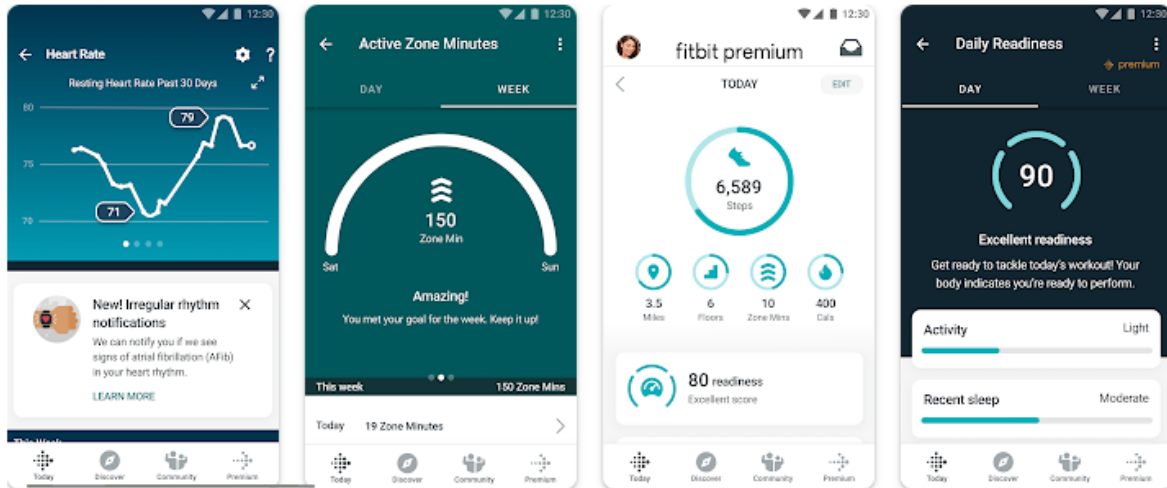 12:30
Heart Rate
?
Resting Heart Rate Past 30 Days
80
79
75
71
70
New! Irregular rhythm
notifications
We can notify you if we see
signs of atrial fibrillation (AFib)
in your heart rhythm.
LEARN MORE
This Week
Today Discover Community Premium
12:30
Active Zone Minutes
DAY WEEK
150
Zone Min
Sat Sun
Amazing!
You met your goal for the week. Keep it up!
This week 150 Zone Mins
Today 19 Zone Minutes
Today Discover Community Premium
12:30
fitbit premium
TODAY EDIT
6,589
Steps
3.5 6 10 400
Miles Floors Zone Mins Cals
80 readiness
Excellent score
Today Discover Community Premium
12:30
Daily Readiness
premium
DAY WEEK
90
Excellent readiness
Get ready to tackle today's workout! Your
body indicates you're ready to perform.
Activity Light
Recent sleep Moderate
Today Discover Community Premium